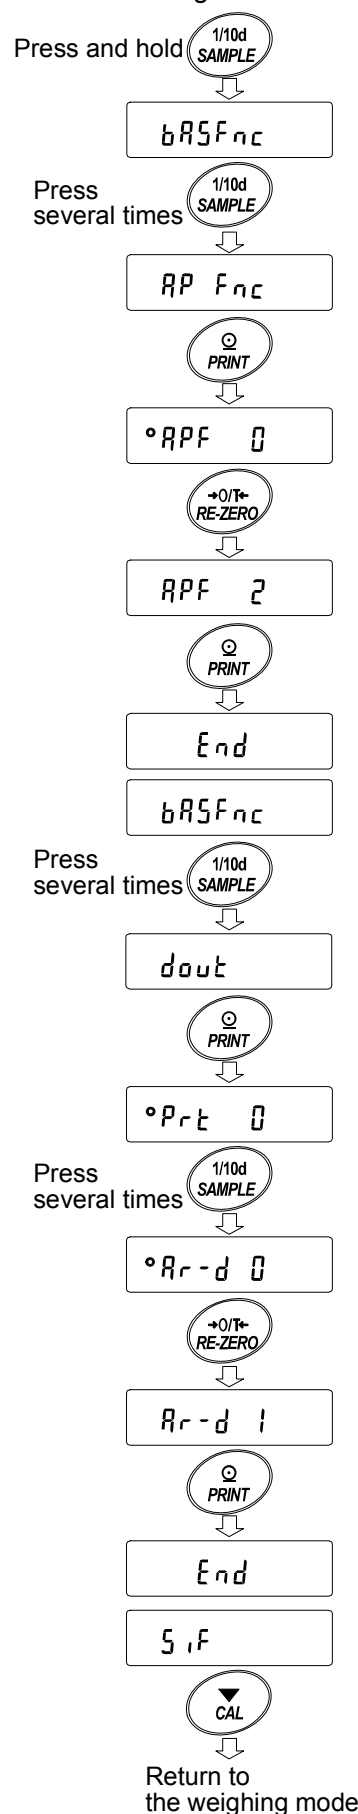 Press and hold
1/10d
SAMPLE
bASFnc
Press
several times
1/10d
SAMPLE
AP Fnc
PRINT
°APF 0
→0/T←
RE-ZERO
APF 2
PRINT
End
bASFnc
Press
several times
1/10d
SAMPLE
dout
PRINT
°Prt 0
Press
several times
1/10d
SAMPLE
°Ar-d 0
→0/T←
RE-ZERO
Ar-d 1
PRINT
End
SiF
CAL
Return to
the weighing mode